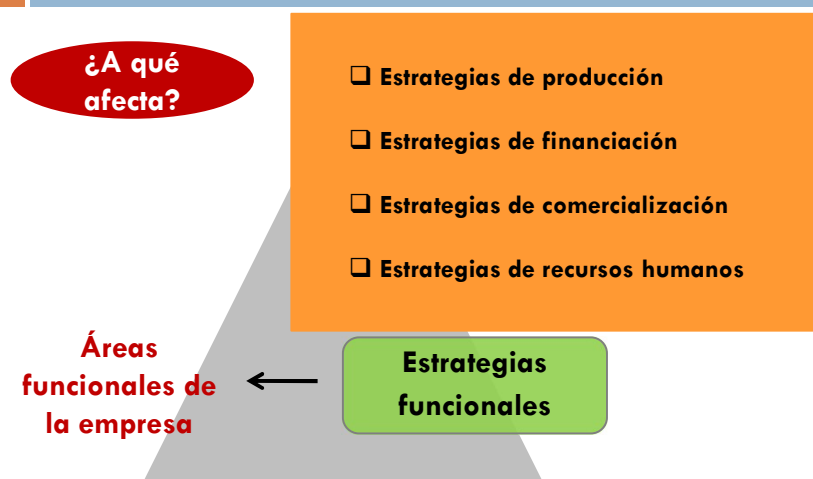 ¿A qué
afecta?
❑ Estrategias de producción
❑ Estrategias de financiación
❑ Estrategias de comercialización
❑ Estrategias de recursos humanos
Áreas
funcionales de
la empresa
Estrategias
funcionales